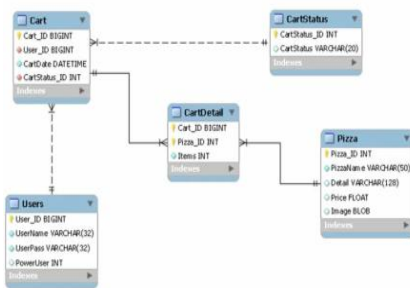 Cart
Cart_ID BIGINT
User_ID BIGINT
CartDate DATETIME
CartStatus_ID INT
Indexes
CartStatus
CartStatus_ID INT
CartStatus VARCHAR(20)
Indexes
CartDetail
Cart_ID BIGINT
Pizza_ID INT
Items INT
Indexes
Pizza
Pizza_ID INT
PizzaName VARCHAR(50)
Detail VARCHAR(128)
Price FLOAT
Image BLOB
Indexes
Users
User_ID BIGINT
UserName VARCHAR(32)
UserPass VARCHAR(32)
PowerUser INT
Indexes